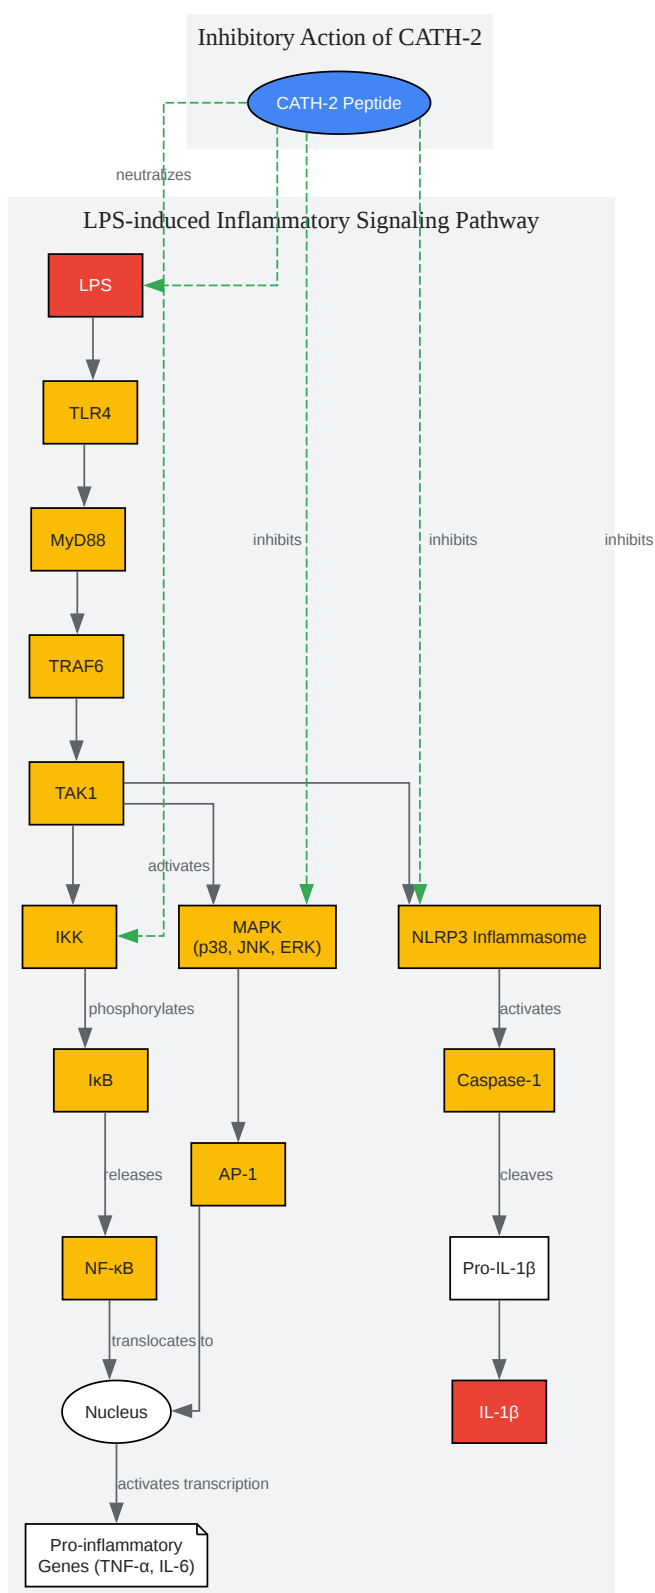 Inhibitory Action of CATH-2
CATH-2 Peptide
neutralizes
LPS-induced Inflammatory Signaling Pathway
LPS
TLR4
MyD88
inhibits
inhibits
inhibits
TRAF6
TAK1
activates
IKK
MAPK
(p38, JNK, ERK)
NLRP3 Inflammasome
phosphorylates
activates
IκB
Caspase-1
releases
AP-1
cleaves
NF-κB
Pro-IL-1β
translocates to
Nucleus
IL-1β
activates transcription
Pro-inflammatory
Genes (TNF-α, IL-6)